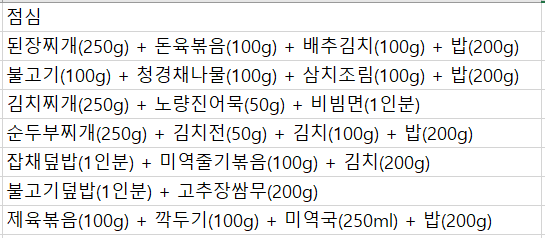 점심
된장찌개(250g) + 돈육볶음(100g) + 배추김치(100g) + 밥(200g)
불고기(100g) + 청경채나물(100g) + 삼치조림(100g) + 밥(200g)
김치찌개(250g) + 노량진어묵(50g) + 비빔면(1인분)
순두부찌개(250g) + 김치전(50g) + 김치(100g) + 밥(200g)
잡채덮밥(1인분) + 미역줄기볶음(100g) + 김치(200g)
불고기덮밥(1인분) + 고추장쌈무(200g)
제육볶음(100g) + 깍두기(100g) + 미역국(250ml) + 밥(200g)